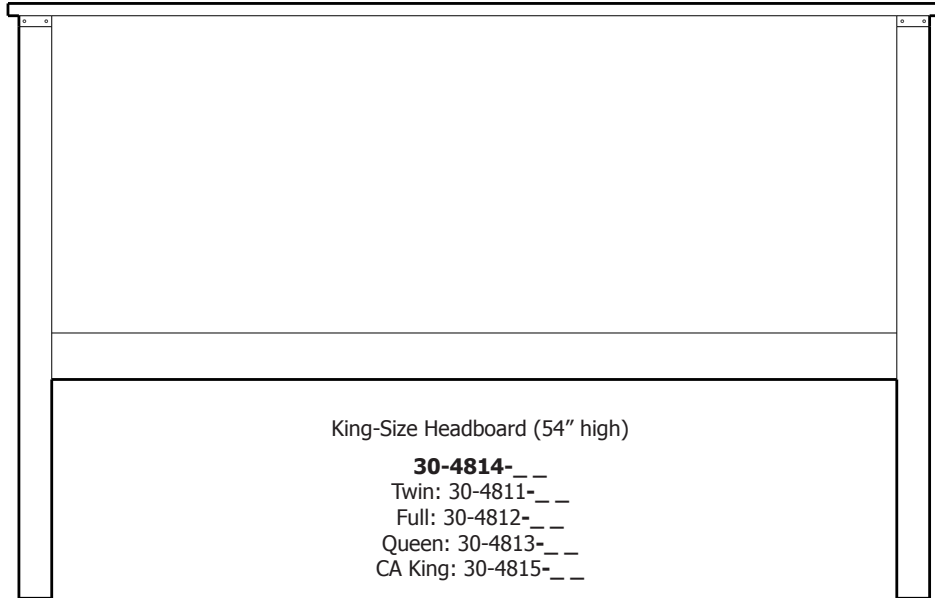 King-Size Headboard (54″ high)
30-4814-_ _
Twin: 30-4811-_ _
Full: 30-4812-_ _
Queen: 30-4813-_ _
CA King: 30-4815-_ _